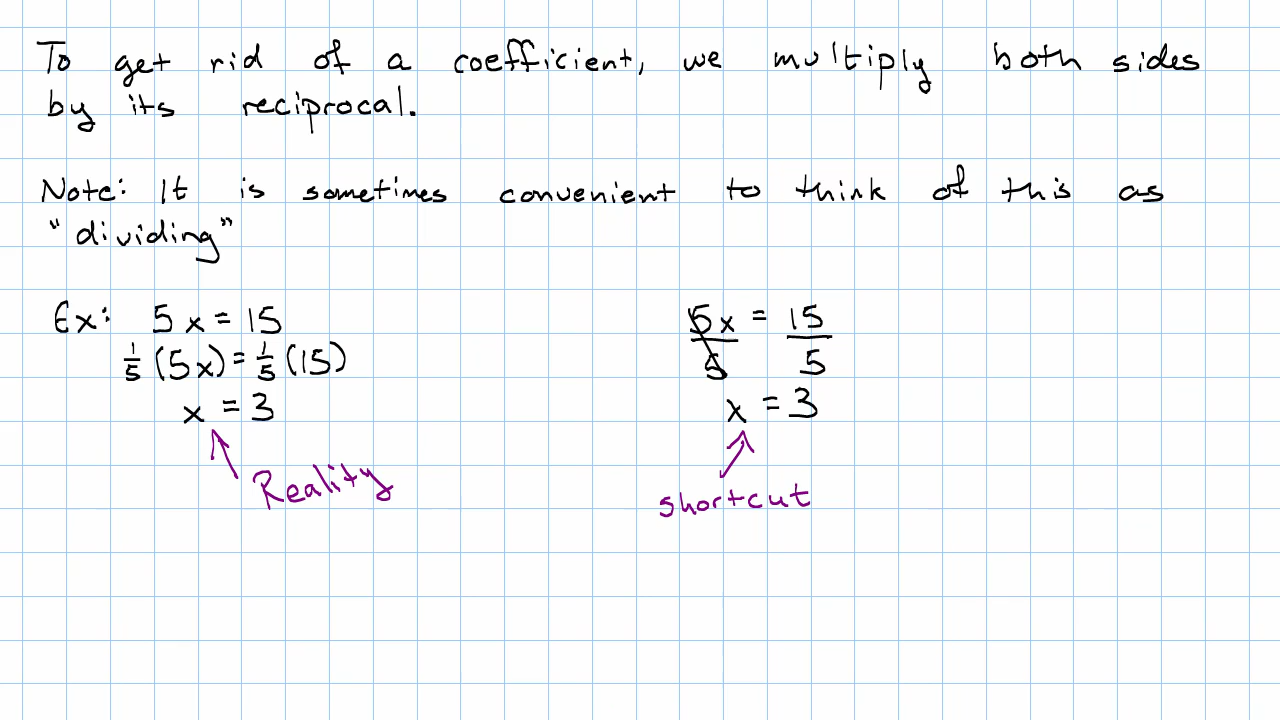 To get rid of a coefficient, we multiply both sides
by its reciprocal.
Note: It is sometimes convenient to think of this as
"dividing"
Ex: 5x = 15
1/5 (5x) = 1/5 (15)
x = 3
Reality
5x/5 = 15/5
x = 3
shortcut